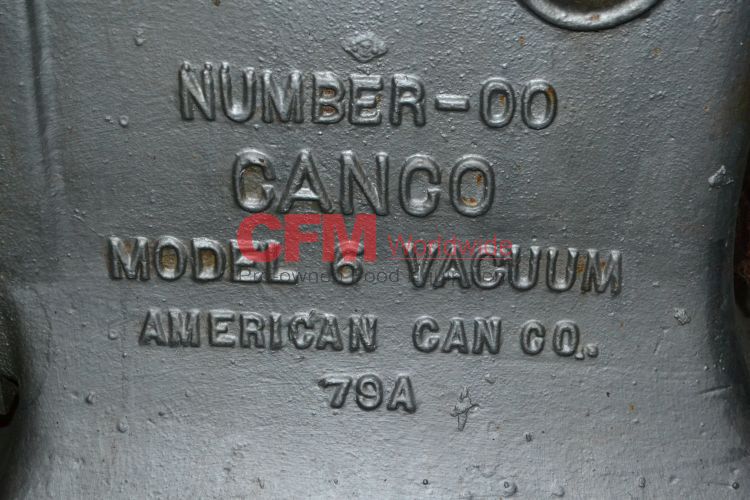 NUMBER-00
CANCO
CFM Worldwide
MODEL 6 VACUUM
AMERICAN CAN CO.
79A